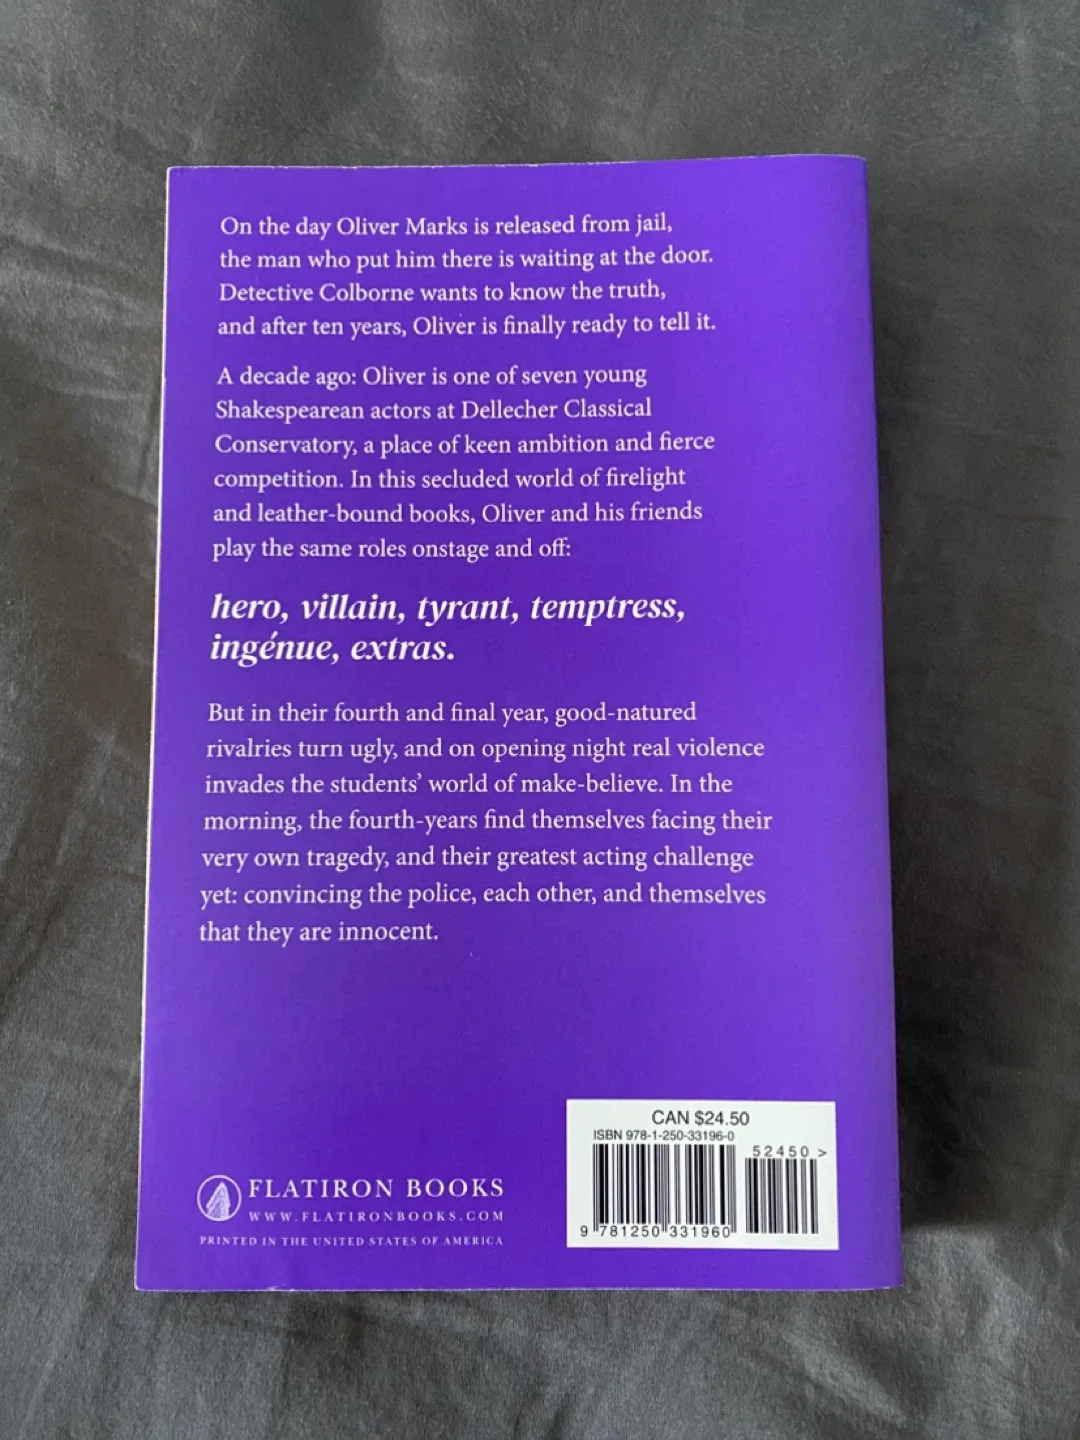 On the day Oliver Marks is released from jail,
the man who put him there is waiting at the door.
Detective Colborne wants to know the truth,
and after ten years, Oliver is finally ready to tell it.
A decade ago: Oliver is one of seven young
Shakespearean actors at Dellecher Classical
Conservatory, a place of keen ambition and fierce
competition. In this secluded world of firelight
and leather-bound books, Oliver and his friends
play the same roles onstage and off:
hero, villain, tyrant, temptress,
ingénue, extras.
But in their fourth and final year, good-natured
rivalries turn ugly, and on opening night real violence
invades the students’ world of make-believe. In the
morning, the fourth-years find themselves facing their
very own tragedy, and their greatest acting challenge
yet: convincing the police, each other, and themselves
that they are innocent.
FLATIRON BOOKS
WWW.FLATIRONBOOKS.COM
PRINTED IN THE UNITED STATES OF AMERICA
CAN $24.50
ISBN 978-1-250-33196-0
52450 >
9 781250 331960